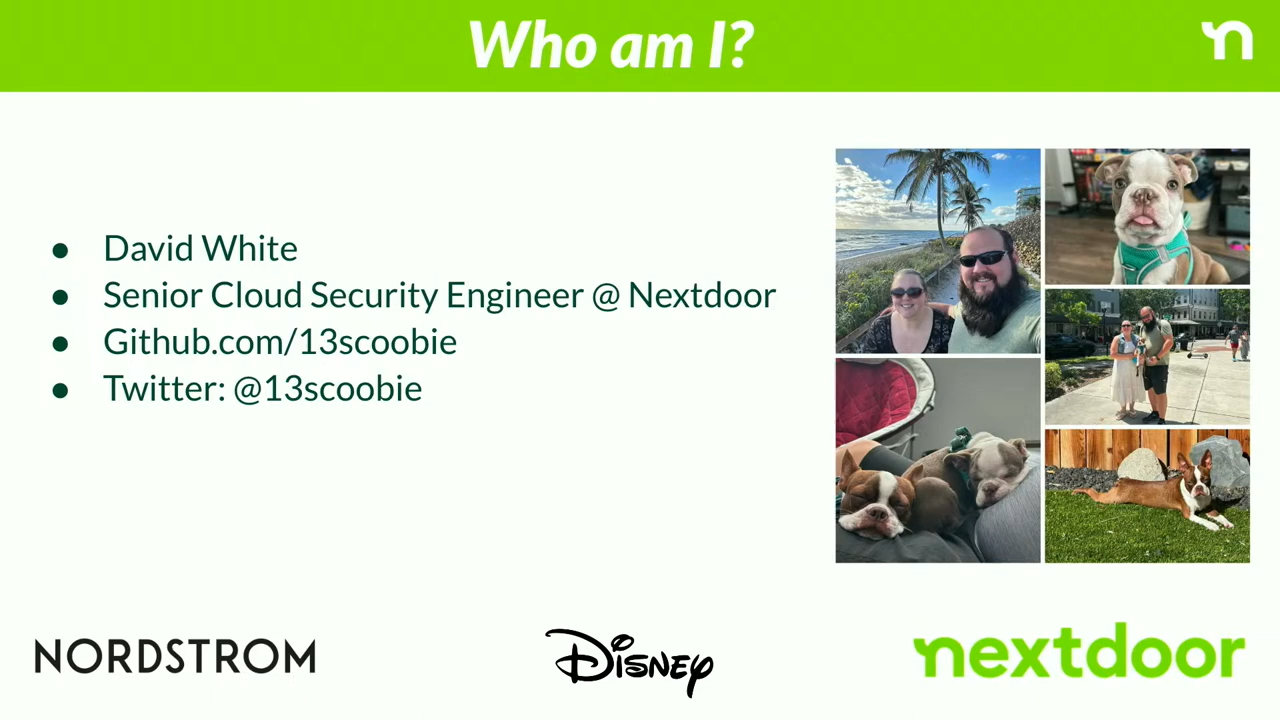 Who am I?
n
● David White
● Senior Cloud Security Engineer @ Nextdoor
● Github.com/13scoobie
● Twitter: @13scoobie
NORDSTROM
Disney
nextdoor